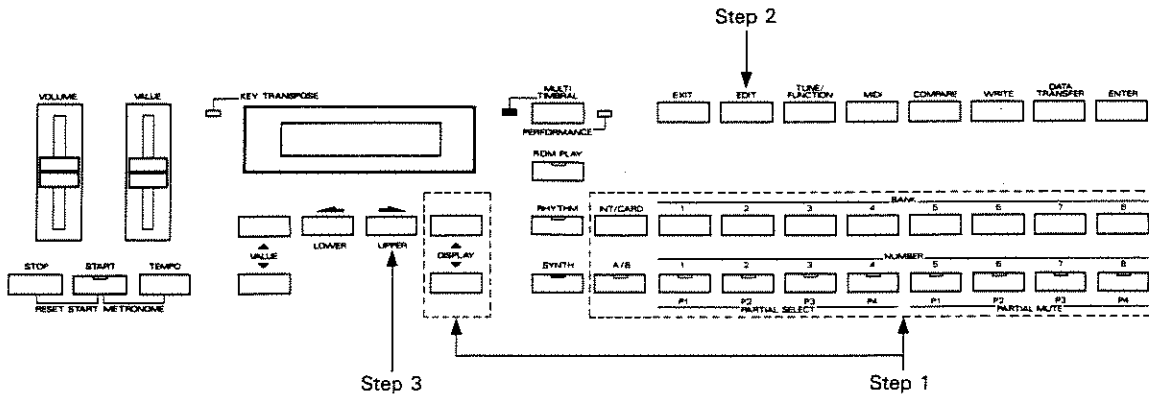 Step 2
KEY TRANSPOSE
VOLUME
VALUE
MULTI
TIMBRAL
PERFORMANCE
EXIT
EDIT
TUNE/
FUNCTION
MIDI
COMPARE
WRITE
DATA
TRANSFER
ENTER
ROM PLAY
BANK
RHYTHM
INT/CARD
1 2 3 4 5 6 7 8
VALUE
LOWER
UPPER
DISPLAY
NUMBER
STOP
START
TEMPO
SYNTH
A/B
1 2 3 4 5 6 7 8
RESET START METRONOME
P1 P2 P3 P4 P1 P2 P3 P4
PARTIAL SELECT
PARTIAL MUTE
Step 3
Step 1